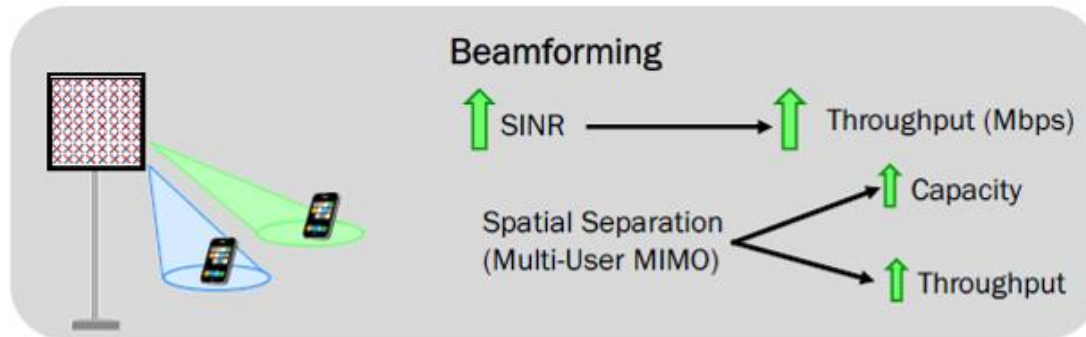 Beamforming
SINR
Throughput (Mbps)
Spatial Separation
(Multi-User MIMO)
Capacity
Throughput